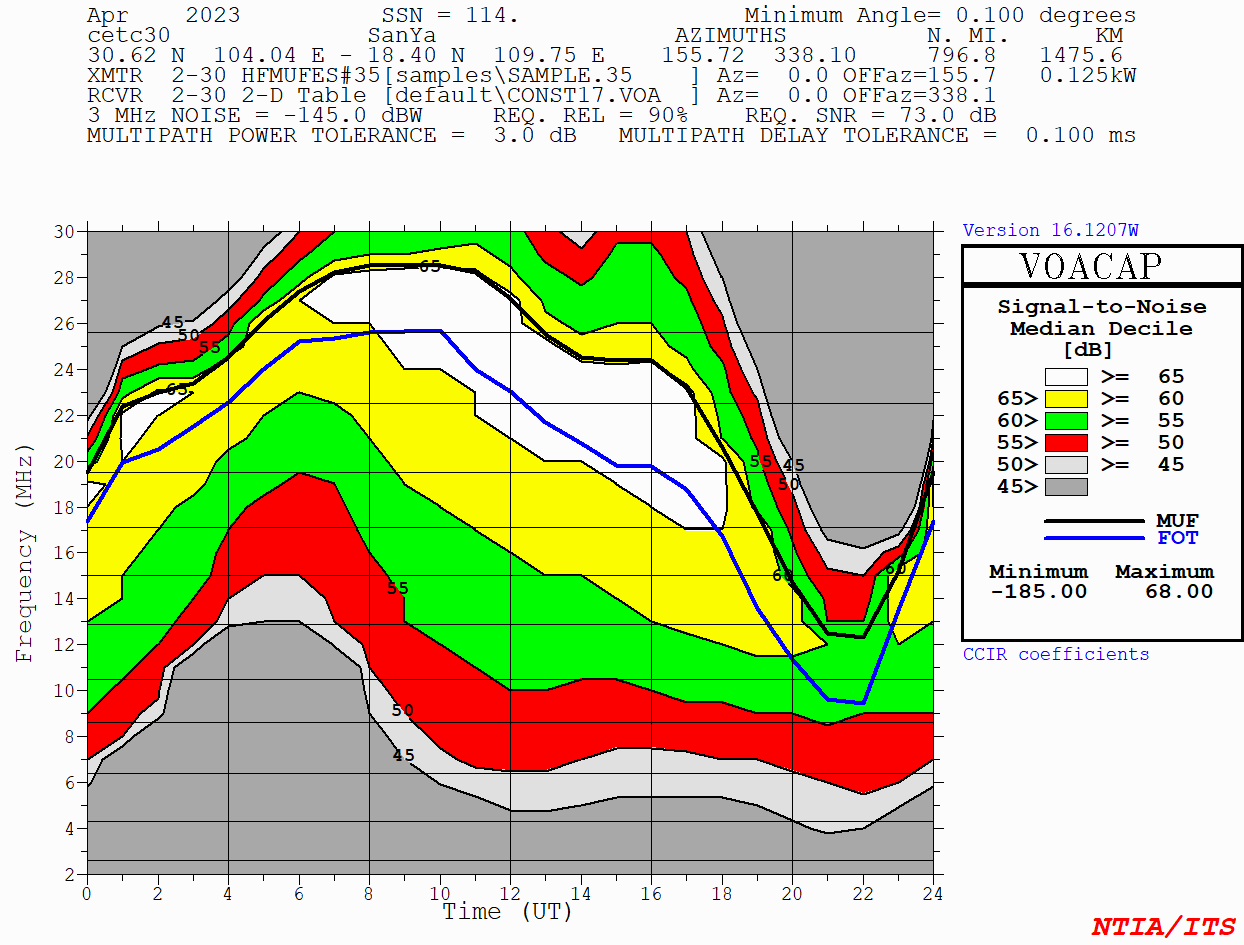 Apr    2023          SSN = 114.                Minimum Angle= 0.100 degrees
cetc30              SanYa                 AZIMUTHS          N. MI.      KM
30.62 N  104.04 E - 18.40 N  109.75 E    155.72  338.10     796.8   1475.6
XMTR  2-30 HFMUFES#35[samples\SAMPLE.35    ] Az=  0.0 OFFaz=155.7   0.125kW
RCVR  2-30 2-D Table [default\CONST17.VOA  ] Az=  0.0 OFFaz=338.1
3 MHz NOISE = -145.0 dBW     REQ. REL = 90%    REQ. SNR = 73.0 dB
MULTIPATH POWER TOLERANCE =  3.0 dB   MULTIPATH DELAY TOLERANCE =  0.100 ms
Version 16.1207W
VOACAP
Signal-to-Noise
Median Decile
[dB]
>= 65
65> >= 60
60> >= 55
55> >= 50
50> >= 45
45>
MUF
FOT
Minimum Maximum
-185.00 68.00
CCIR coefficients
Frequency (MHz)
30
28
26
24
22
20
18
16
14
12
10
8
6
4
2
65
45
50
55
65
55
45
50
60
60
55
50
45
0 2 4 6 8 10 12 14 16 18 20 22 24
Time (UT)
NTIA/ITS